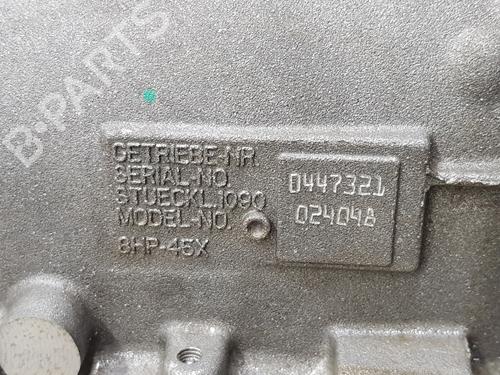 B-PARTS
GETRIEBE-NR.
SERIAL-NO.
STUECKL.1090
MODEL-NO.
8HP-45X
0447321
024048